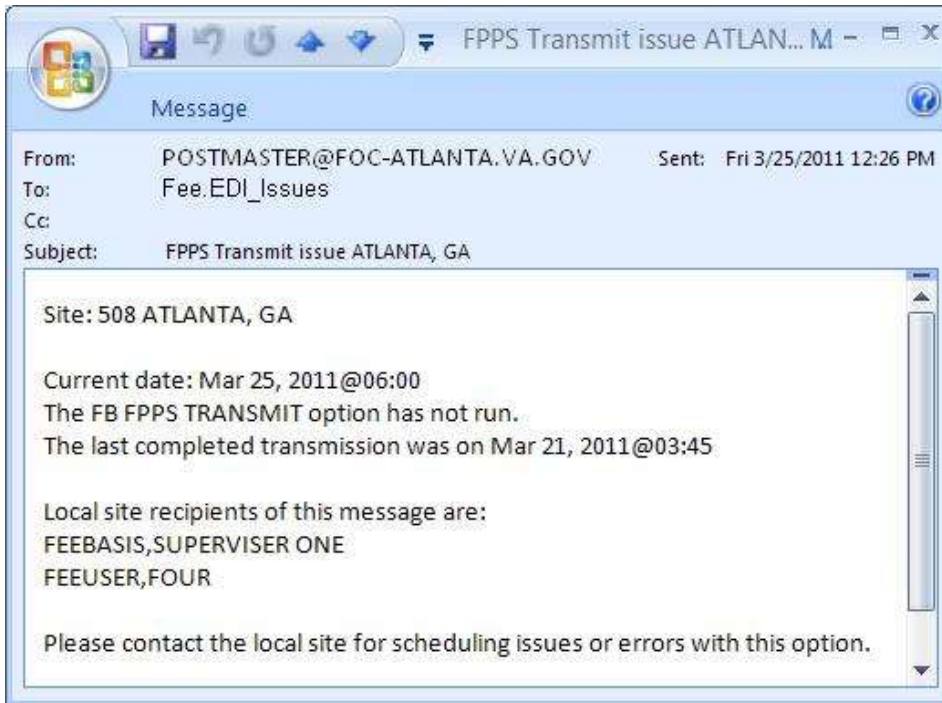 FPPS Transmit issue ATLAN... M
Message
From: POSTMASTER@FOC-ATLANTA.VA.GOV Sent: Fri 3/25/2011 12:26 PM
To: Fee.EDI_Issues
Cc:
Subject: FPPS Transmit issue ATLANTA, GA
Site: 508 ATLANTA, GA
Current date: Mar 25, 2011@06:00
The FB FPPS TRANSMIT option has not run.
The last completed transmission was on Mar 21, 2011@03:45
Local site recipients of this message are:
FEEBASIS,SUPERVISER ONE
FEEUSER,FOUR
Please contact the local site for scheduling issues or errors with this option.